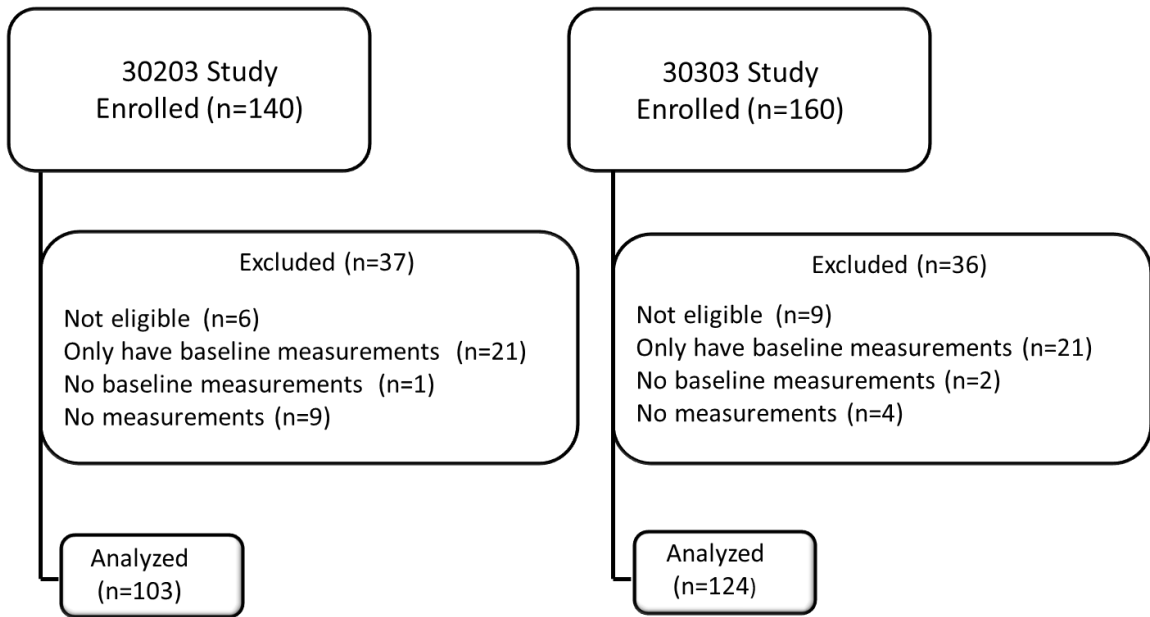 30203 Study
Enrolled (n=140)
Excluded (n=37)
Not eligible (n=6)
Only have baseline measurements (n=21)
No baseline measurements (n=1)
No measurements (n=9)
Analyzed
(n=103)
30303 Study
Enrolled (n=160)
Excluded (n=36)
Not eligible (n=9)
Only have baseline measurements (n=21)
No baseline measurements (n=2)
No measurements (n=4)
Analyzed
(n=124)